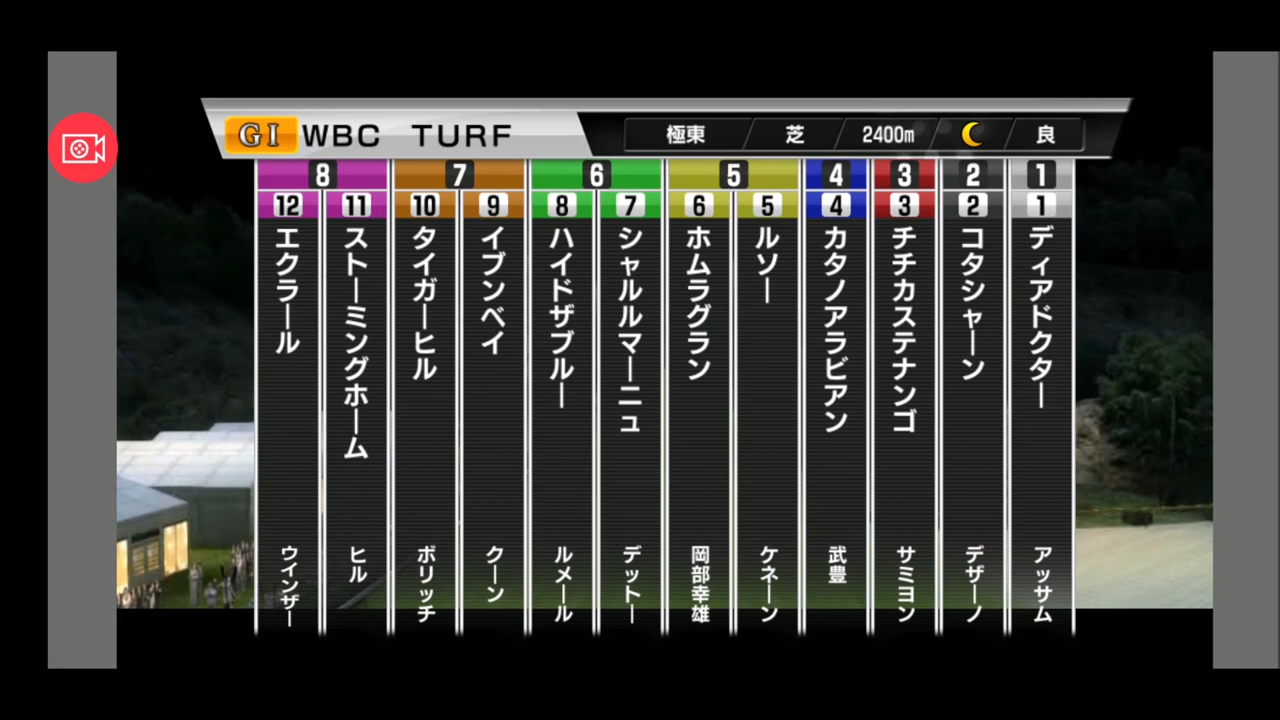 GI WBC TURF
極東 芝 2400m 良
8 7 6 5 4 3 2 1
12 11 10 9 8 7 6 5 4 3 2 1
ディアドクター
アッサム
コタシャーン
デザーノ
チチカステナンゴ
サミヨン
カタノアラビアン
武豊
ルソー
ケネーン
ホムラグラン
岡部幸雄
シャルルマーニュ
デットー
ハイドザブルー
ルメール
イブンベイ
クーン
タイガーヒル
ボリッチ
ストーミングホーム
ヒル
エクラール
ウインザー